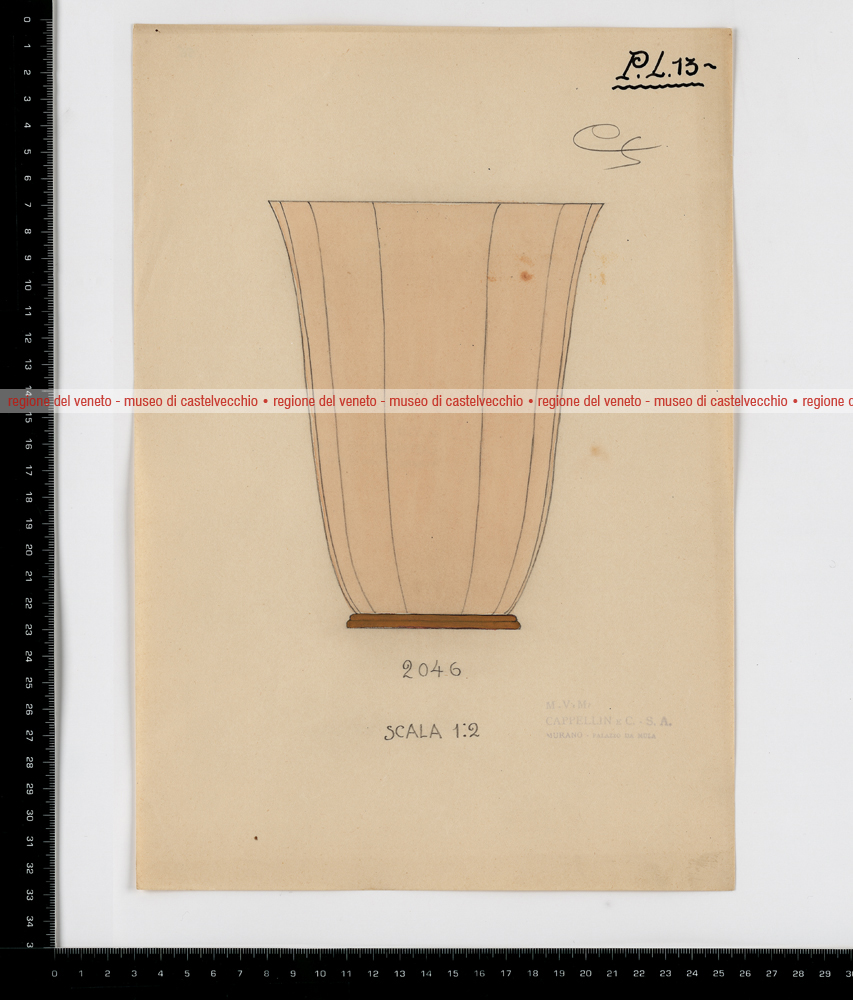 P.L.13~
regione del veneto - museo di castelvecchio • regione del veneto - museo di castelvecchio • regione del veneto - museo di castelvecchio • regione d
2046
SCALA 1:2
M.V.M.
CAPPELLIN & C. - S. A.
MURANO - PALAZZO DA MULA
0 1 2 3 4 5 6 7 8 9 10 11 12 13 14 15 16 17 18 19 20 21 22 23 24 25 26 27 28 29 30 31 32 33 34 3
0 1 2 3 4 5 6 7 8 9 10 11 12 13 14 15 16 17 18 19 20 21 22 23 24 25 26 27 28 29 30